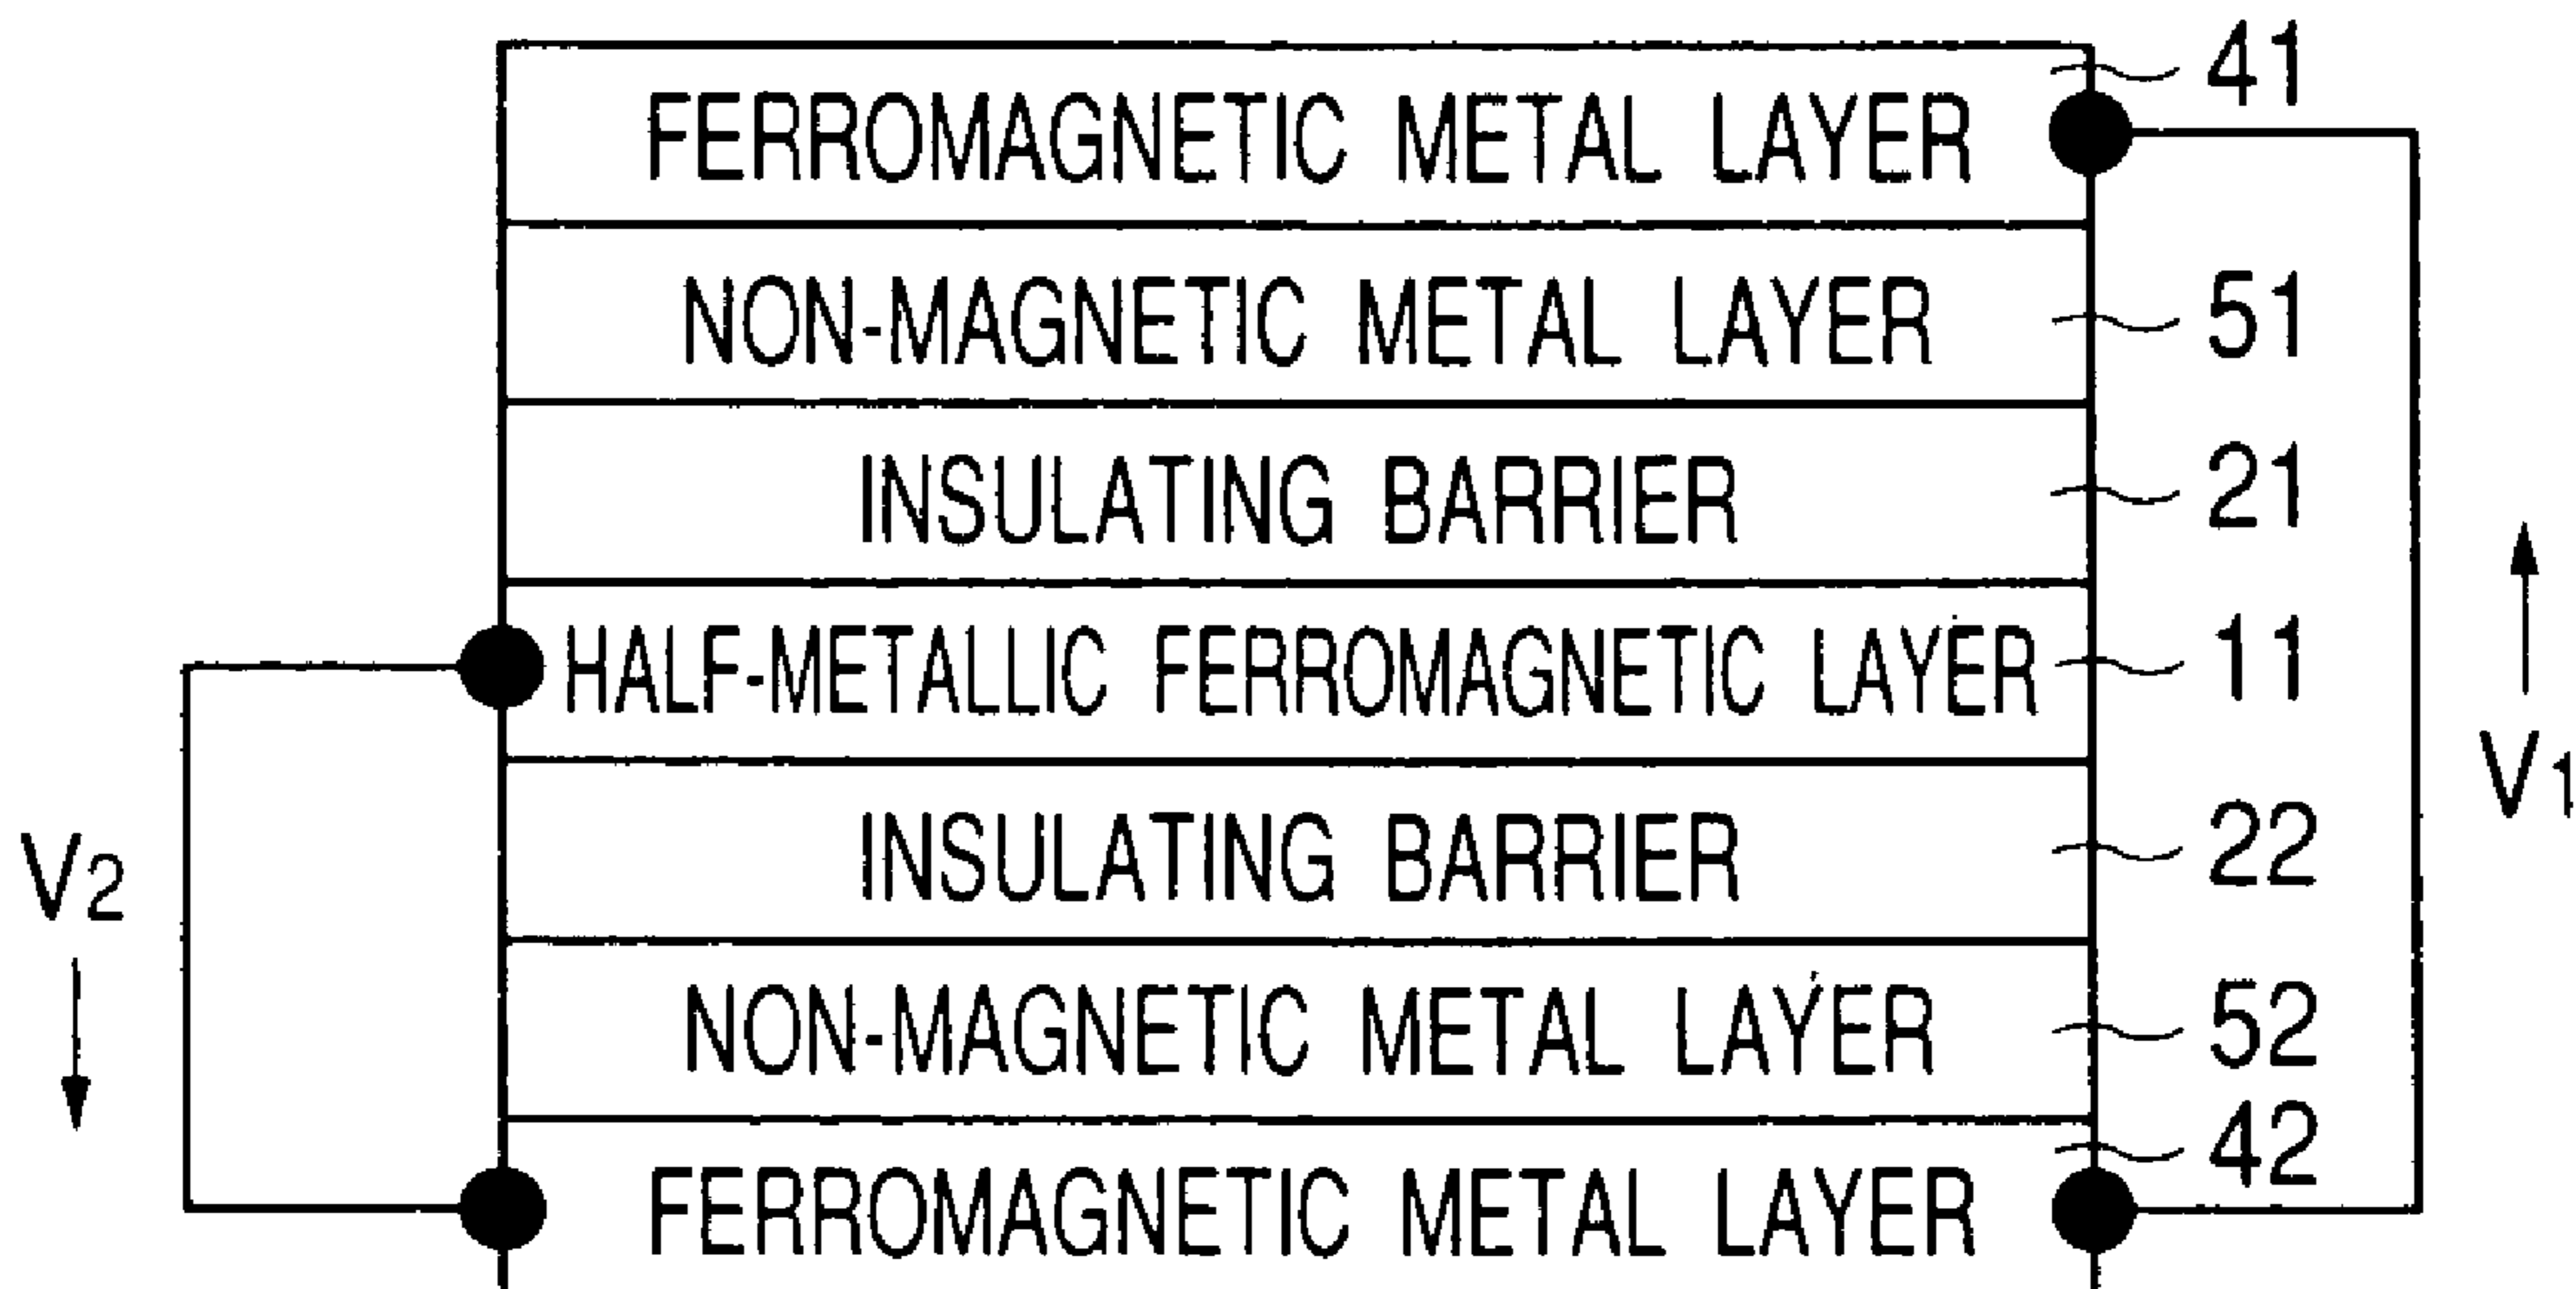 FERROMAGNETIC METAL LAYER 41
NON-MAGNETIC METAL LAYER 51
INSULATING BARRIER 21
HALF-METALLIC FERROMAGNETIC LAYER 11
V1
INSULATING BARRIER 22
V2
NON-MAGNETIC METAL LAYER 52
FERROMAGNETIC METAL LAYER 42